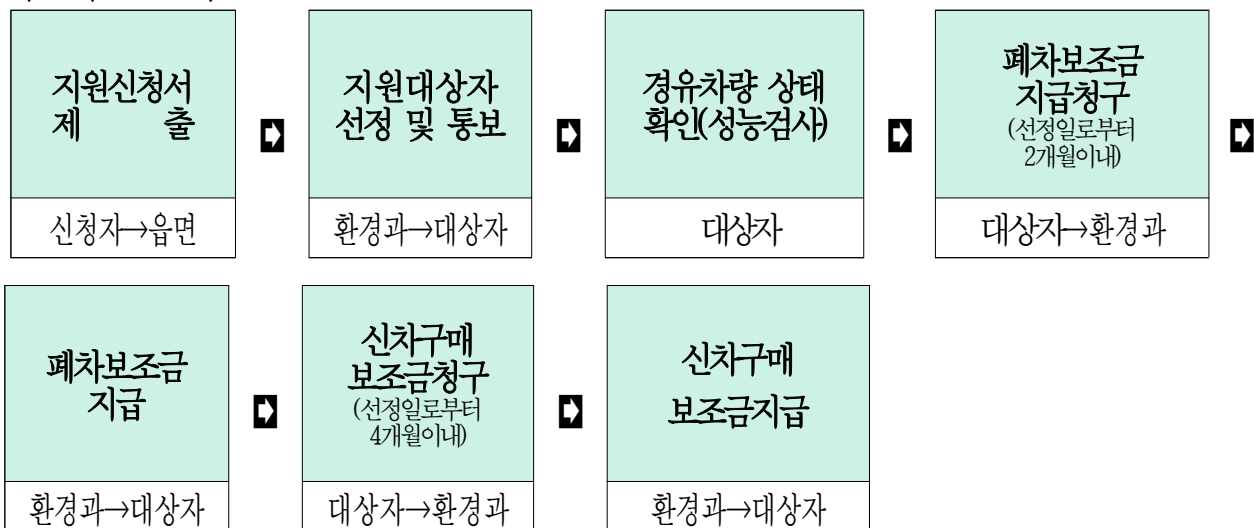 지원신청서
제 출
신청자→읍면
지원대상자
선정 및 통보
환경과→대상자
경유차량 상태
확인(성능검사)
대상자
폐차보조금
지급청구
(선정일로부터
2개월이내)
대상자→환경과
폐차보조금
지급
환경과→대상자
신차구매
보조금청구
(선정일로부터
4개월이내)
대상자→환경과
신차구매
보조금지급
환경과→대상자